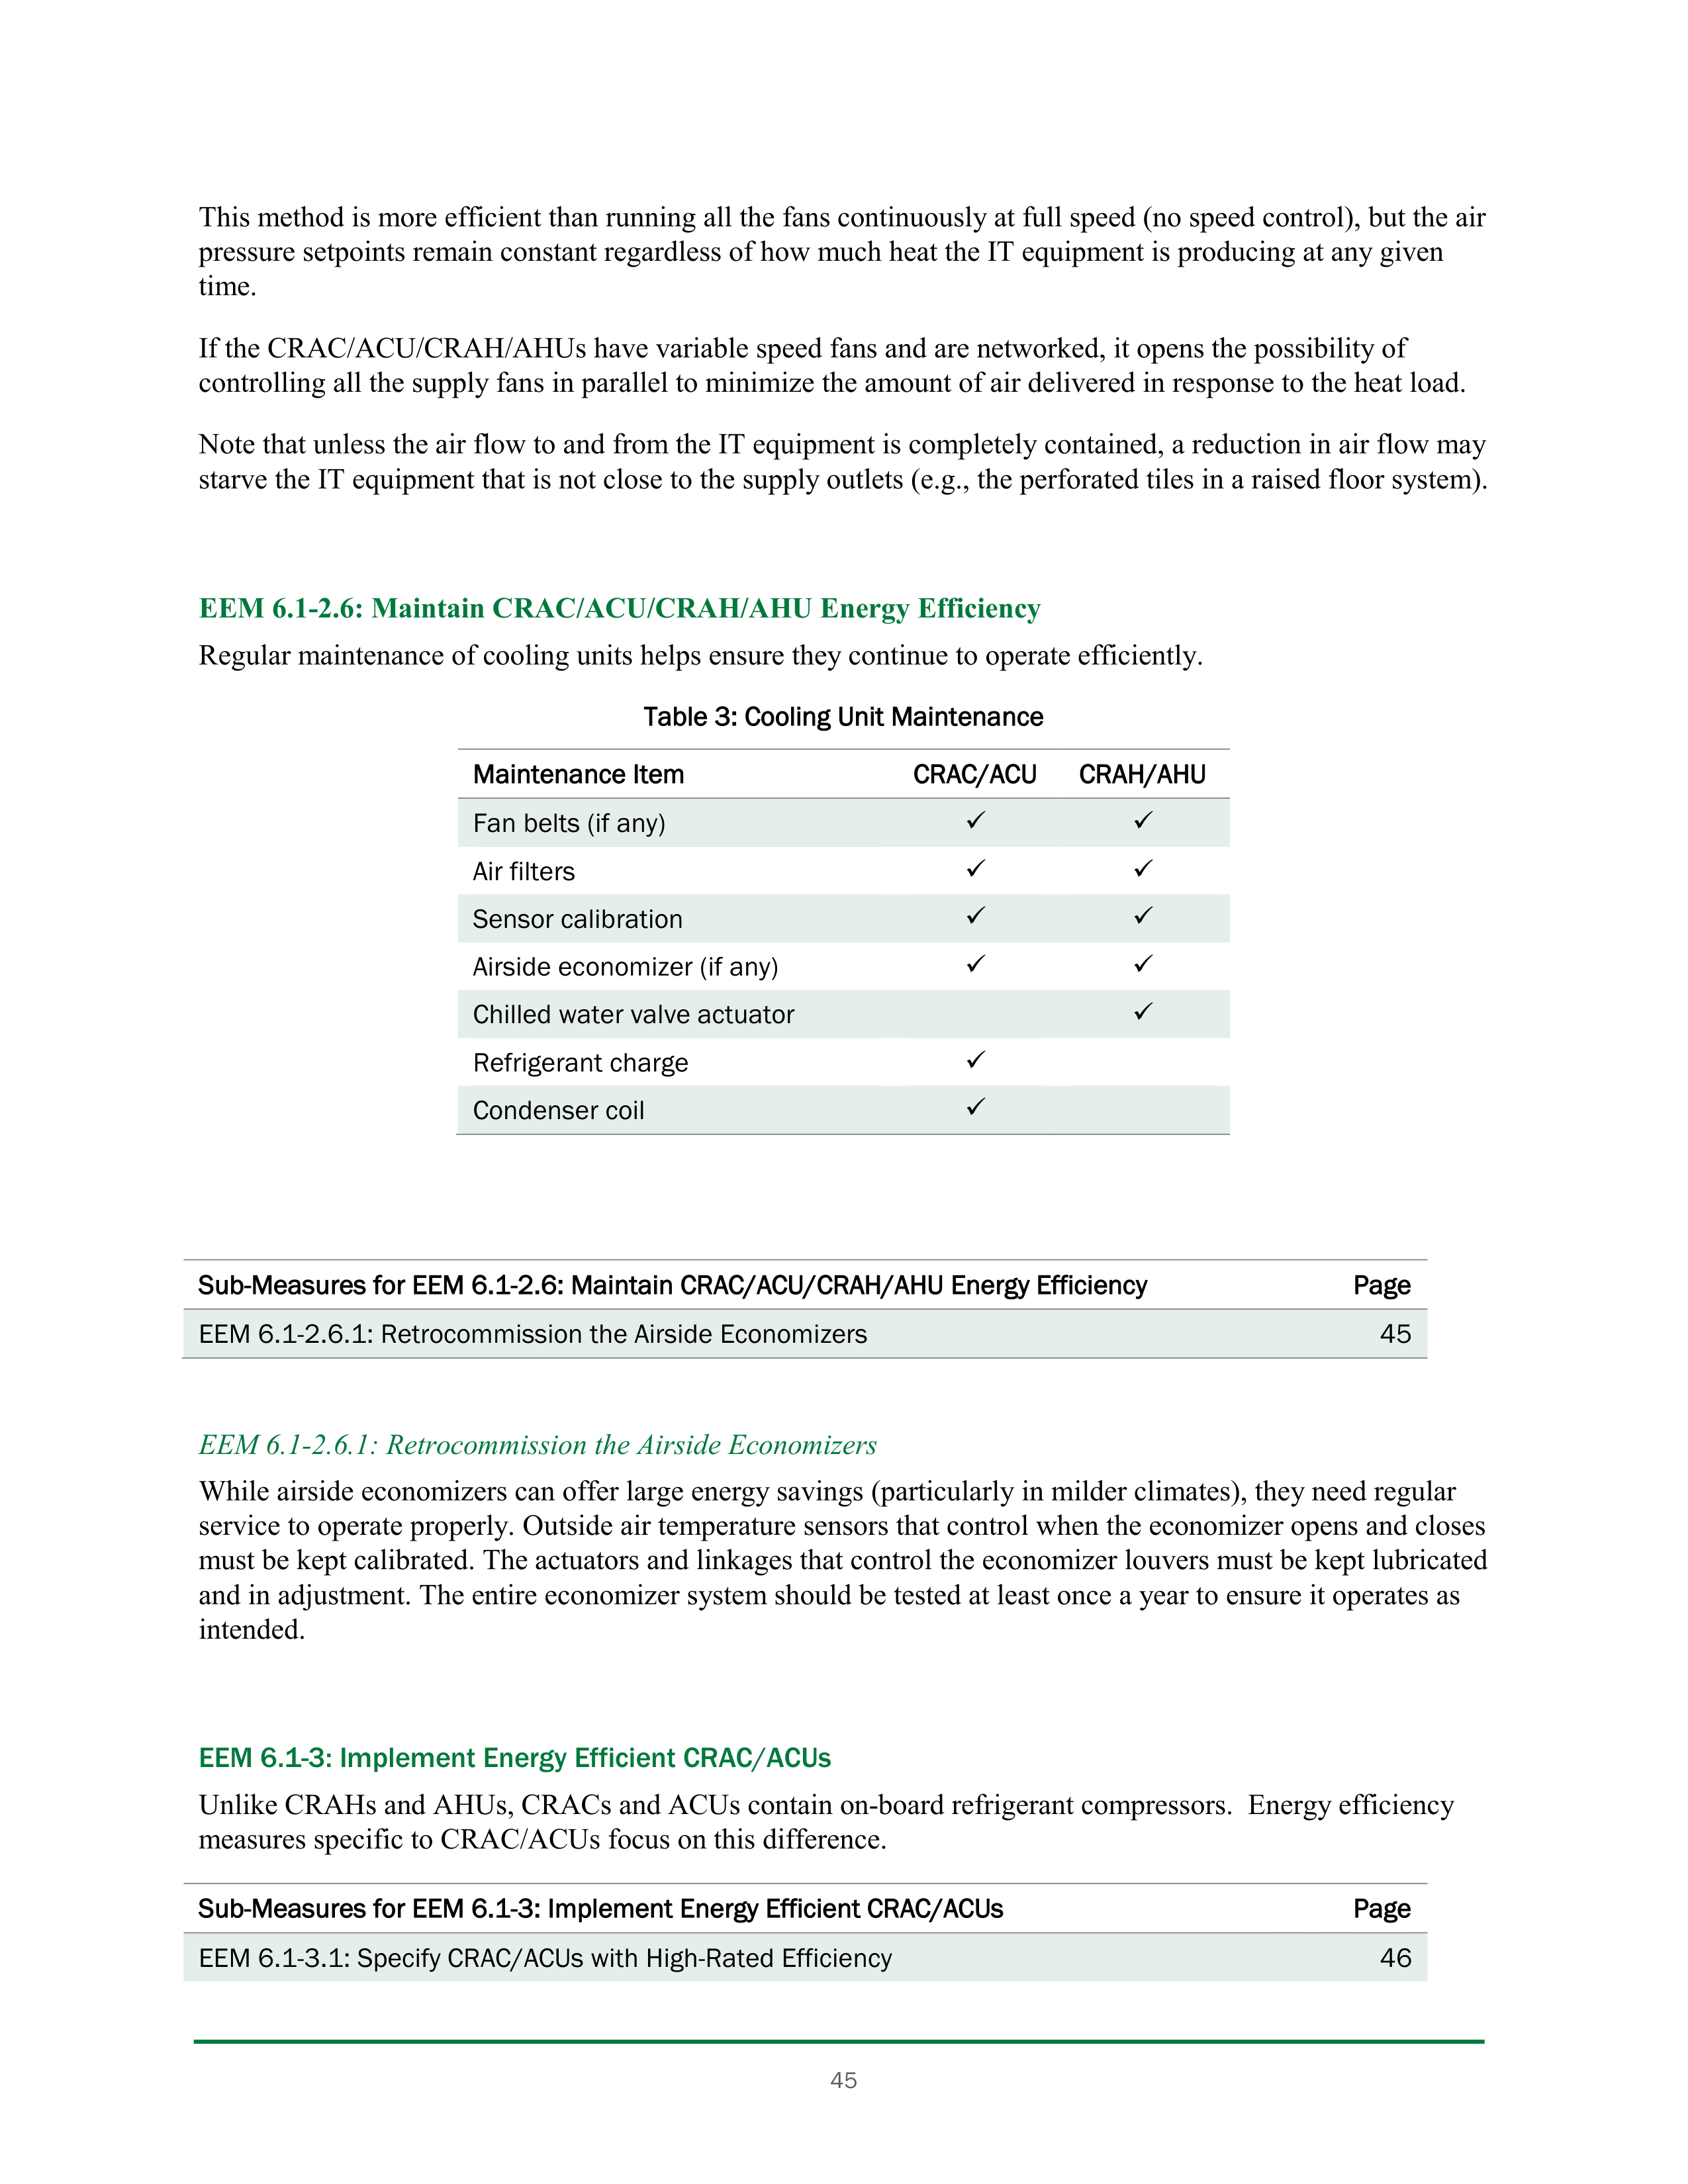 This method is more efficient than running all the fans continuously at full speed (no speed control), but the air
pressure setpoints remain constant regardless of how much heat the IT equipment is producing at any given
time.
If the CRAC/ACU/CRAH/AHUs have variable speed fans and are networked, it opens the possibility of
controlling all the supply fans in parallel to minimize the amount of air delivered in response to the heat load.
Note that unless the air flow to and from the IT equipment is completely contained, a reduction in air flow may
starve the IT equipment that is not close to the supply outlets (e.g., the perforated tiles in a raised floor system).
EEM 6.1-2.6: Maintain CRAC/ACU/CRAH/AHU Energy Efficiency
Regular maintenance of cooling units helps ensure they continue to operate efficiently.
Table 3: Cooling Unit Maintenance
Maintenance Item CRAC/ACU CRAH/AHU
Fan belts (if any) ✓ ✓
Air filters ✓ ✓
Sensor calibration ✓ ✓
Airside economizer (if any) ✓ ✓
Chilled water valve actuator ✓
Refrigerant charge ✓
Condenser coil ✓
Sub-Measures for EEM 6.1-2.6: Maintain CRAC/ACU/CRAH/AHU Energy Efficiency Page
EEM 6.1-2.6.1: Retrocommission the Airside Economizers 45
EEM 6.1-2.6.1: Retrocommission the Airside Economizers
While airside economizers can offer large energy savings (particularly in milder climates), they need regular
service to operate properly. Outside air temperature sensors that control when the economizer opens and closes
must be kept calibrated. The actuators and linkages that control the economizer louvers must be kept lubricated
and in adjustment. The entire economizer system should be tested at least once a year to ensure it operates as
intended.
EEM 6.1-3: Implement Energy Efficient CRAC/ACUs
Unlike CRAHs and AHUs, CRACs and ACUs contain on-board refrigerant compressors.  Energy efficiency
measures specific to CRAC/ACUs focus on this difference.
Sub-Measures for EEM 6.1-3: Implement Energy Efficient CRAC/ACUs Page
EEM 6.1-3.1: Specify CRAC/ACUs with High-Rated Efficiency 46
45